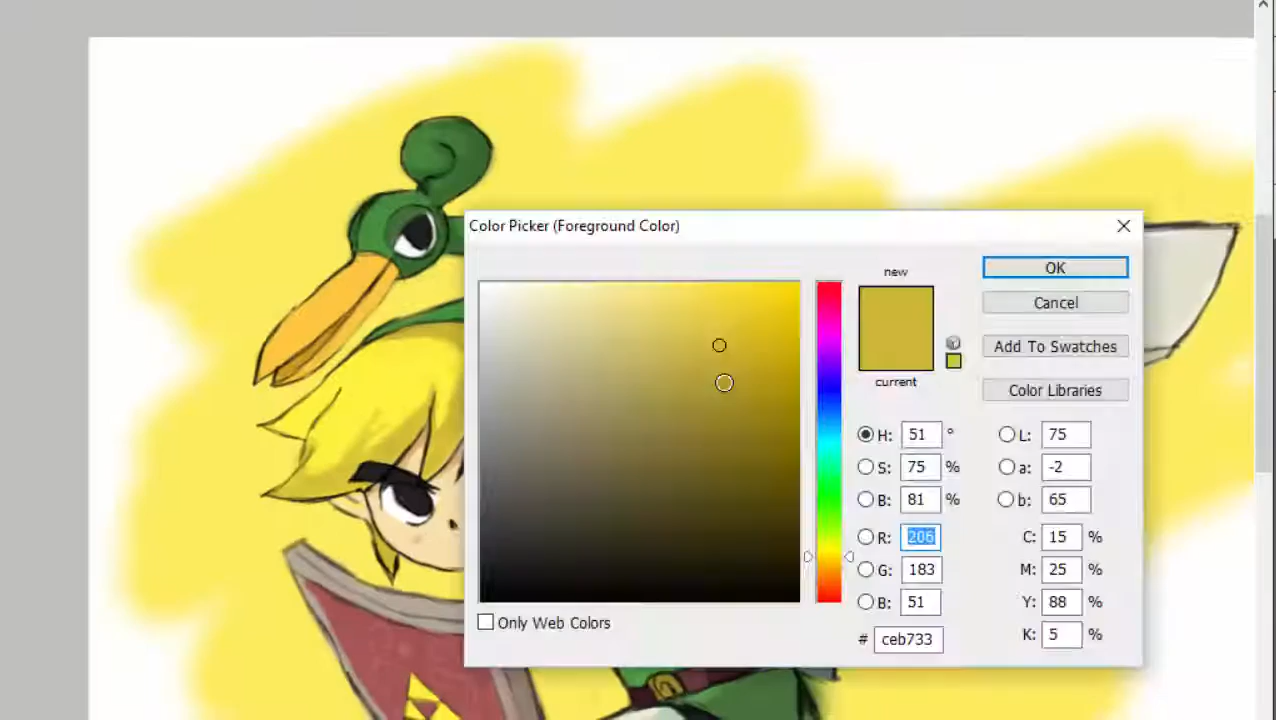 Color Picker (Foreground Color)
new
current
OK
Cancel
Add To Swatches
Color Libraries
H: 51 °
S: 75 %
B: 81 %
R: 206
G: 183
B: 51
# ceb733
L: 75
a: -2
b: 65
C: 15 %
M: 25 %
Y: 88 %
K: 5 %
Only Web Colors